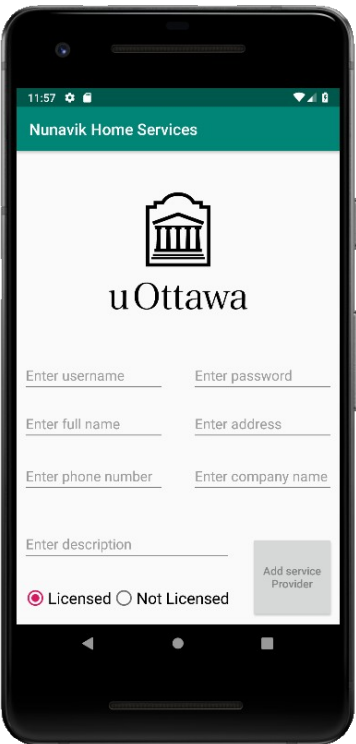 11:57
Nunavik Home Services
uOttawa
Enter username
Enter password
Enter full name
Enter address
Enter phone number
Enter company name
Enter description
Add service
Provider
Licensed
Not Licensed